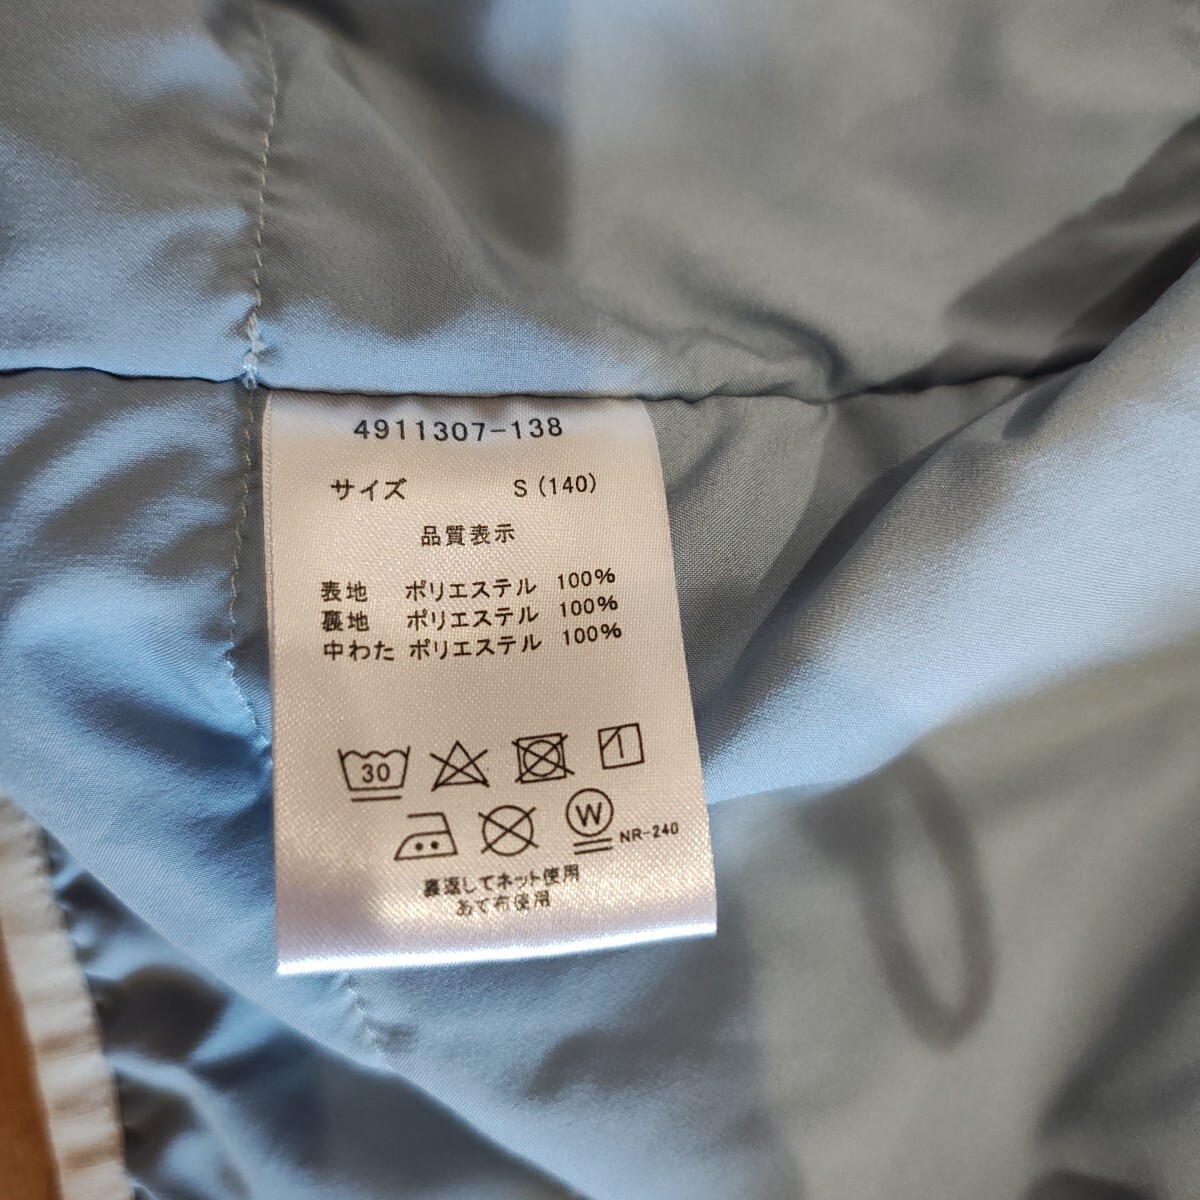 4911307-138
サイズ S (140)
品質表示
表地 ポリエステル 100%
裏地 ポリエステル 100%
中わた ポリエステル 100%
30 1
W NR-240
裏返してネット使用
あて布使用